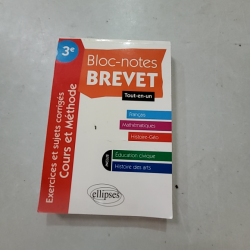 3e
Bloc-notes
BREVET
Tout-en-un
Français
Mathématiques
Histoire-Géo
Éducation civique
Histoire des arts
Exercices et sujets corrigés
Cours et Méthode
ellipses